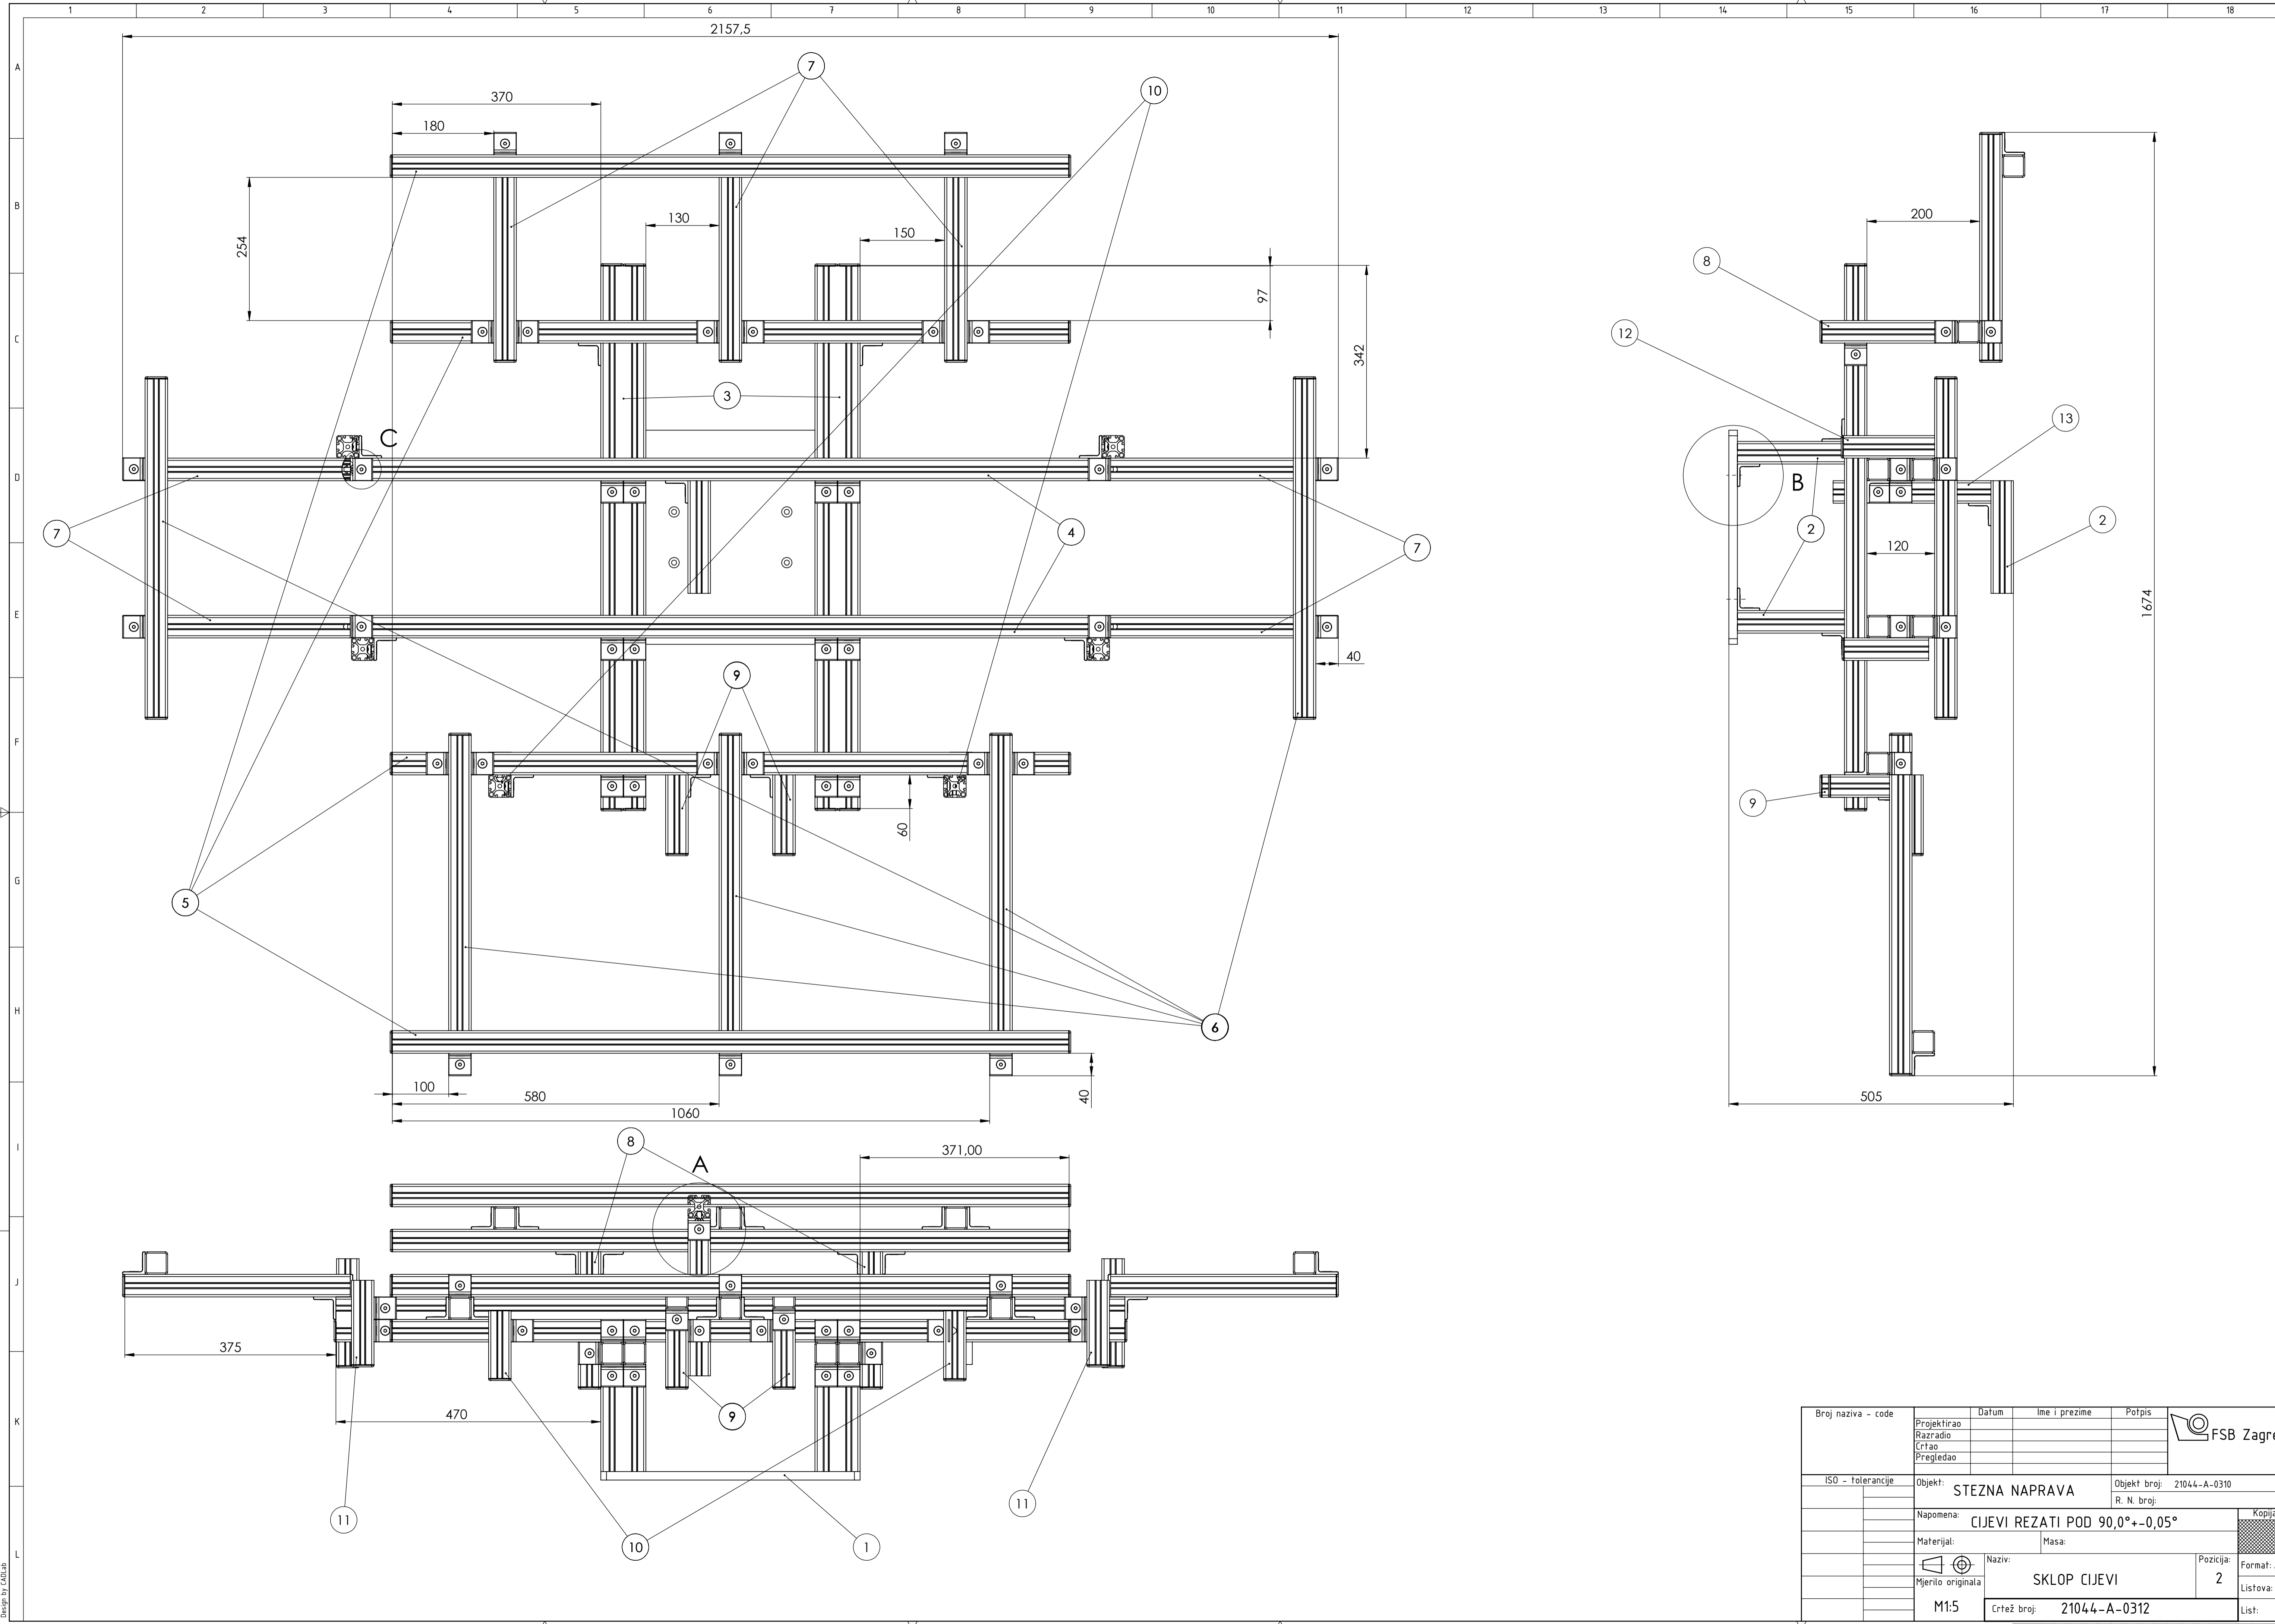 1 2 3 4 5 6 7 8 9 10 11 12 13 14 15 16 17 18
2157,5
A
7
10
370
180
B
254
130
150
200
8
97
12
C
342
3
C
13
D
B
2
2
7
4
7
120
E
1674
40
9
F
60
9
G
5
H
6
100
580
1060
40
505
I
8
A
371,00
J
375
K
470
9
11
11
10
1
L
Design by CADLab
Broj naziva - code
Datum Ime i prezime Potpis
Projektirao
Razradio
Crtao
Pregledao
FSB
ISO - tolerancije
Objekt: STEZNA NAPRAVA
Objekt broj: 21044-A-0310
R. N. broj:
Napomena: CIJEVI REZATI POD 90,0°+-0,05°
Materijal: Masa:
Naziv: SKLOP CIJEVI
Pozicija: 2
Format:
Mjerilo originala
M1:5
Listova:
Crtež broj: 21044-A-0312
List: